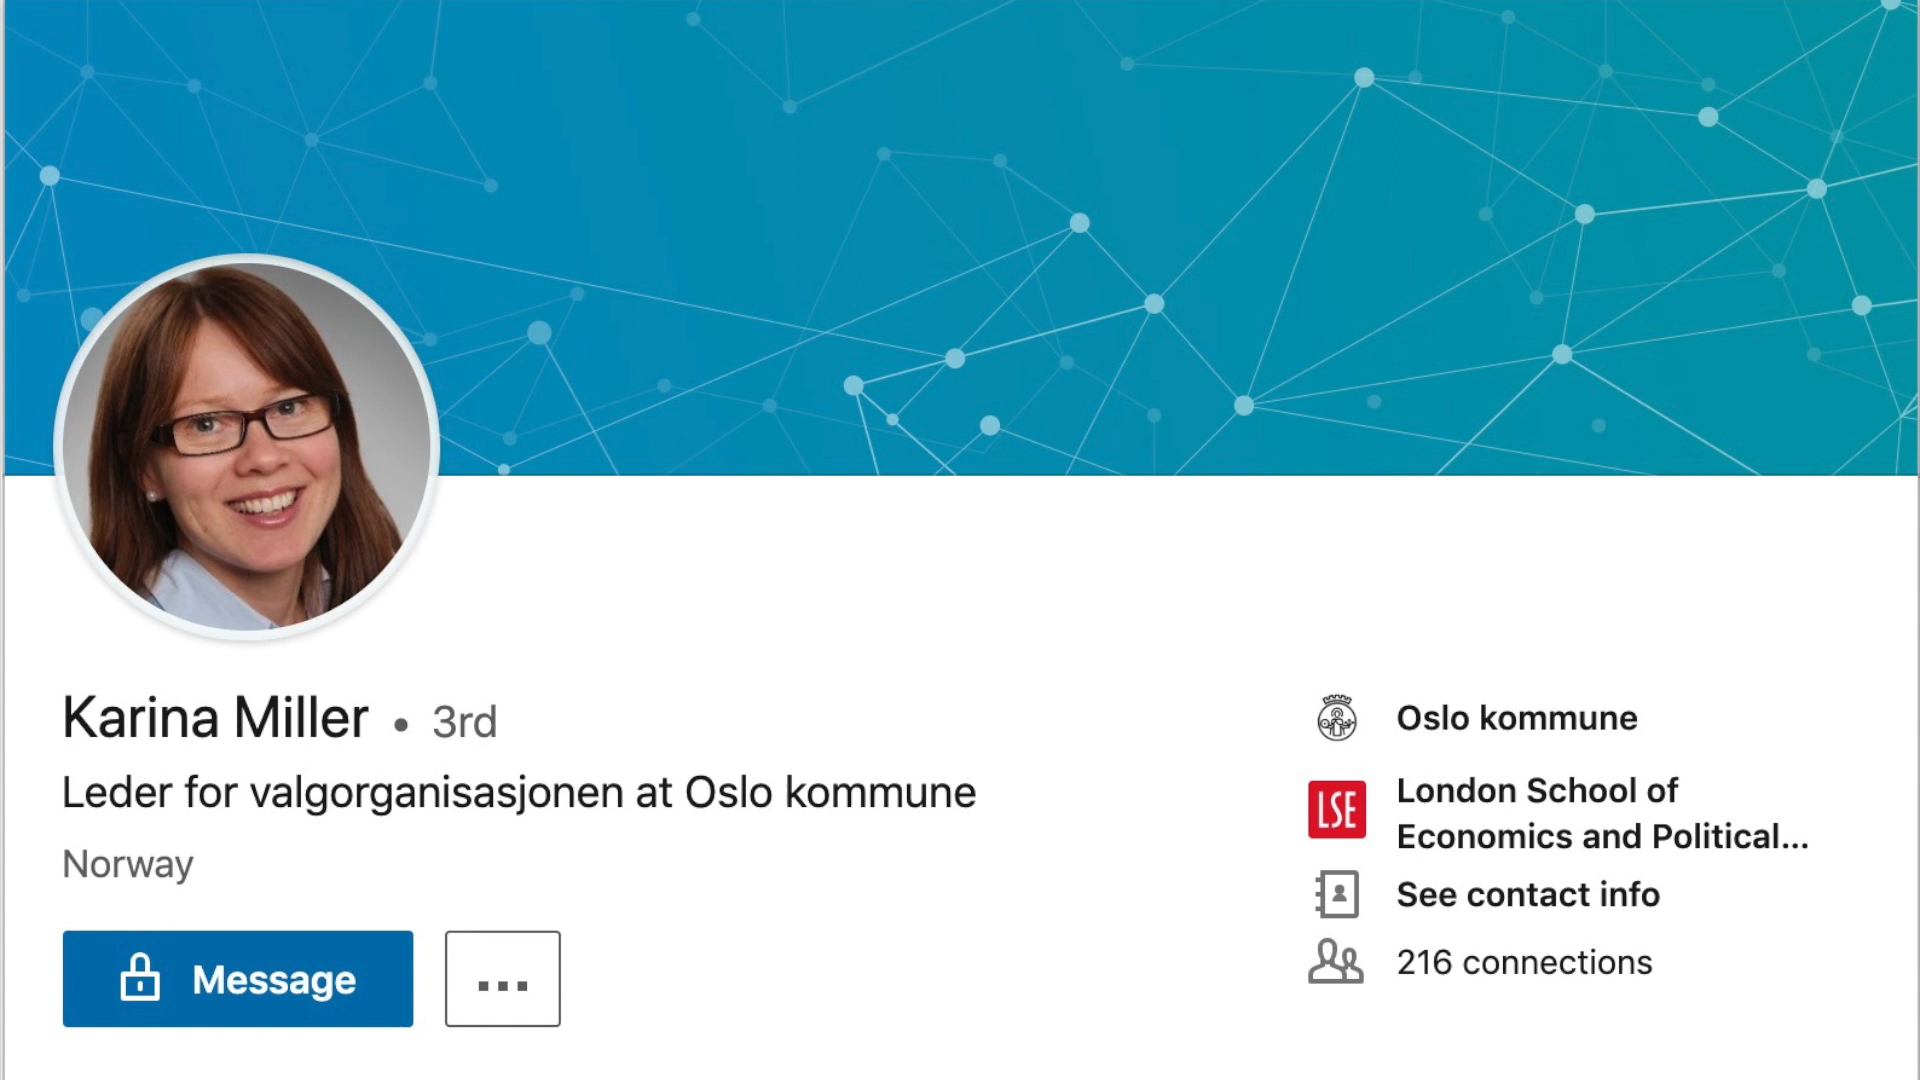 Karina Miller • 3rd
Leder for valgorganisasjonen at Oslo kommune
Norway
Message
...
Oslo kommune
LSE
London School of
Economics and Political...
See contact info
216 connections